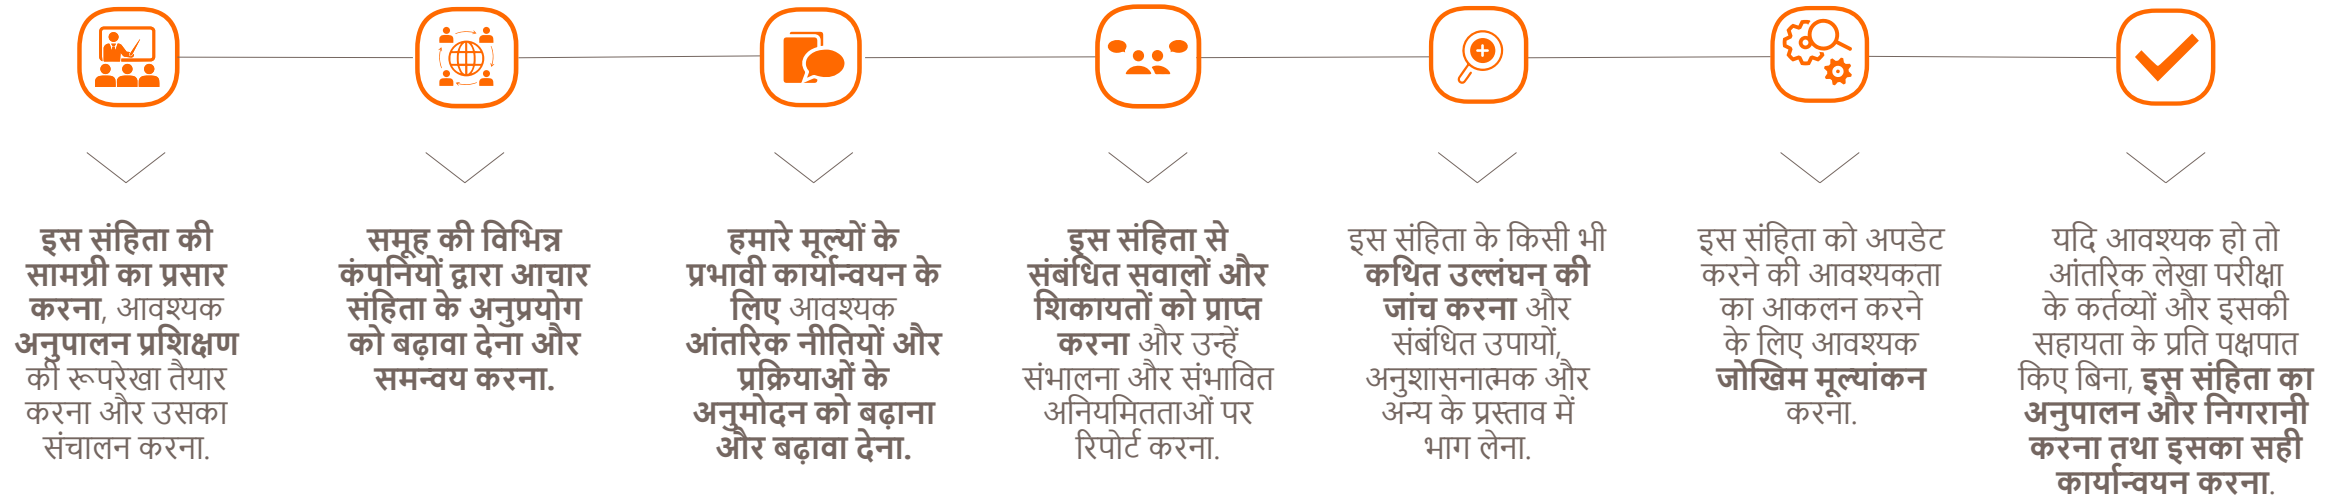 इस संहिता की
सामग्री का प्रसार
करना, आवश्यक
अनुपालन प्रशिक्षण
की रूपरेखा तैयार
करना और उसका
संचालन करना.
समूह की विभिन्न
कंपनियों द्वारा आचार
संहिता के अनुप्रयोग
को बढ़ावा देना और
समन्वय करना.
हमारे मूल्यों के
प्रभावी कार्यान्वयन के
लिए आवश्यक
आंतरिक नीतियों और
प्रक्रियाओं के
अनुमोदन को बढ़ाना
और बढ़ावा देना.
इस संहिता से
संबंधित सवालों और
शिकायतों को प्राप्त
करना और उन्हें
संभालना और संभावित
अनियमितताओं पर
रिपोर्ट करना.
इस संहिता के किसी भी
कथित उल्लंघन की
जांच करना और
संबंधित उपायों,
अनुशासनात्मक और
अन्य के प्रस्ताव में
भाग लेना.
इस संहिता को अपडेट
करने की आवश्यकता
का आकलन करने
के लिए आवश्यक
जोखिम मूल्यांकन
करना.
यदि आवश्यक हो तो
आंतरिक लेखा परीक्षा
के कर्तव्यों और इसकी
सहायता के प्रति पक्षपात
किए बिना, इस संहिता का
अनुपालन और निगरानी
करना तथा इसका सही
कार्यान्वयन करना.